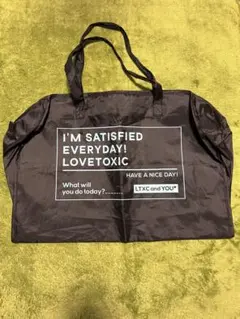 I'M SATISFIED
EVERYDAY!
LOVETOXIC
HAVE A NICE DAY!
What will
you do today?........
LTXC and YOU*